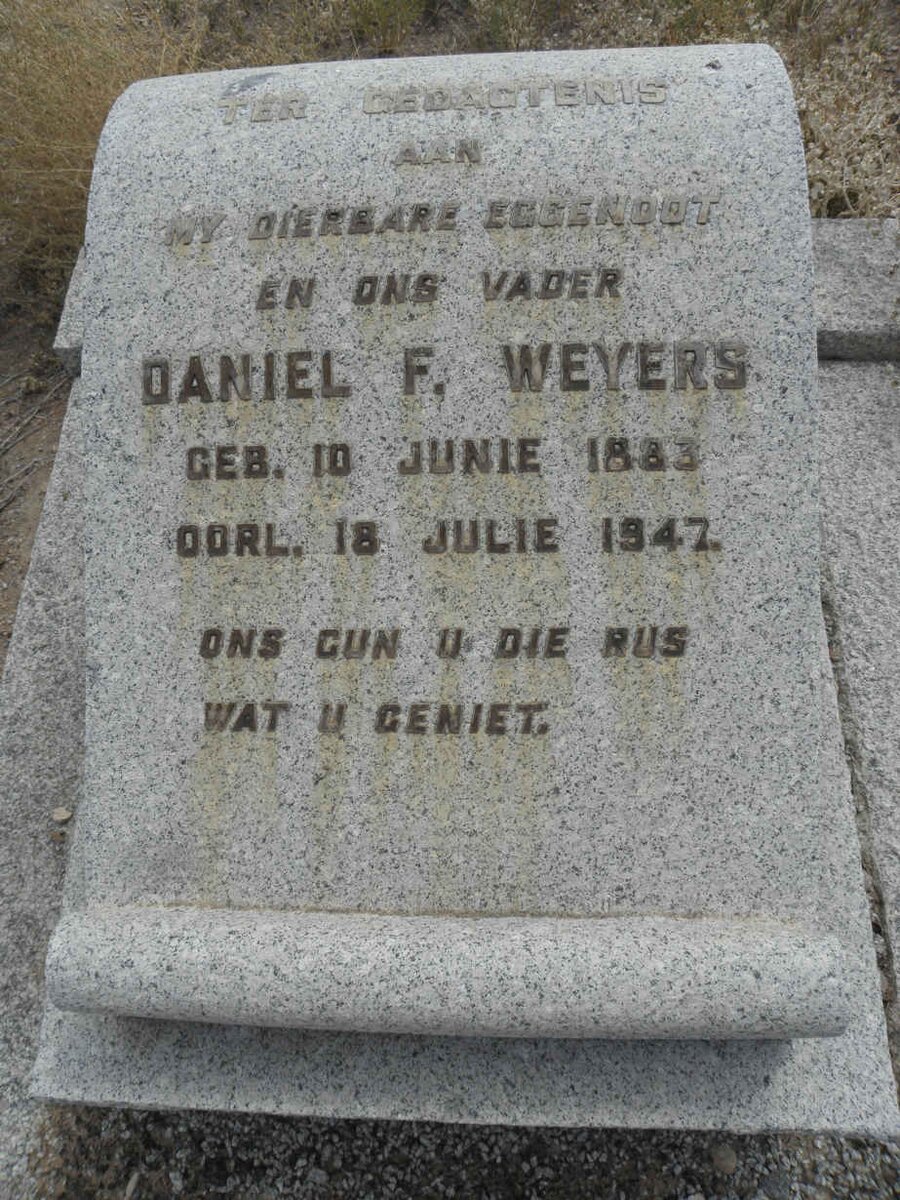 TER GEDAGTENIS
AAN
MY DIERBARE EGGENOOT
EN ONS VADER
DANIEL F. WEYERS
GEB. 10 JUNIE 1883
OORL. 18 JULIE 1947.
ONS GUN U DIE RUS
WAT U GENIET.